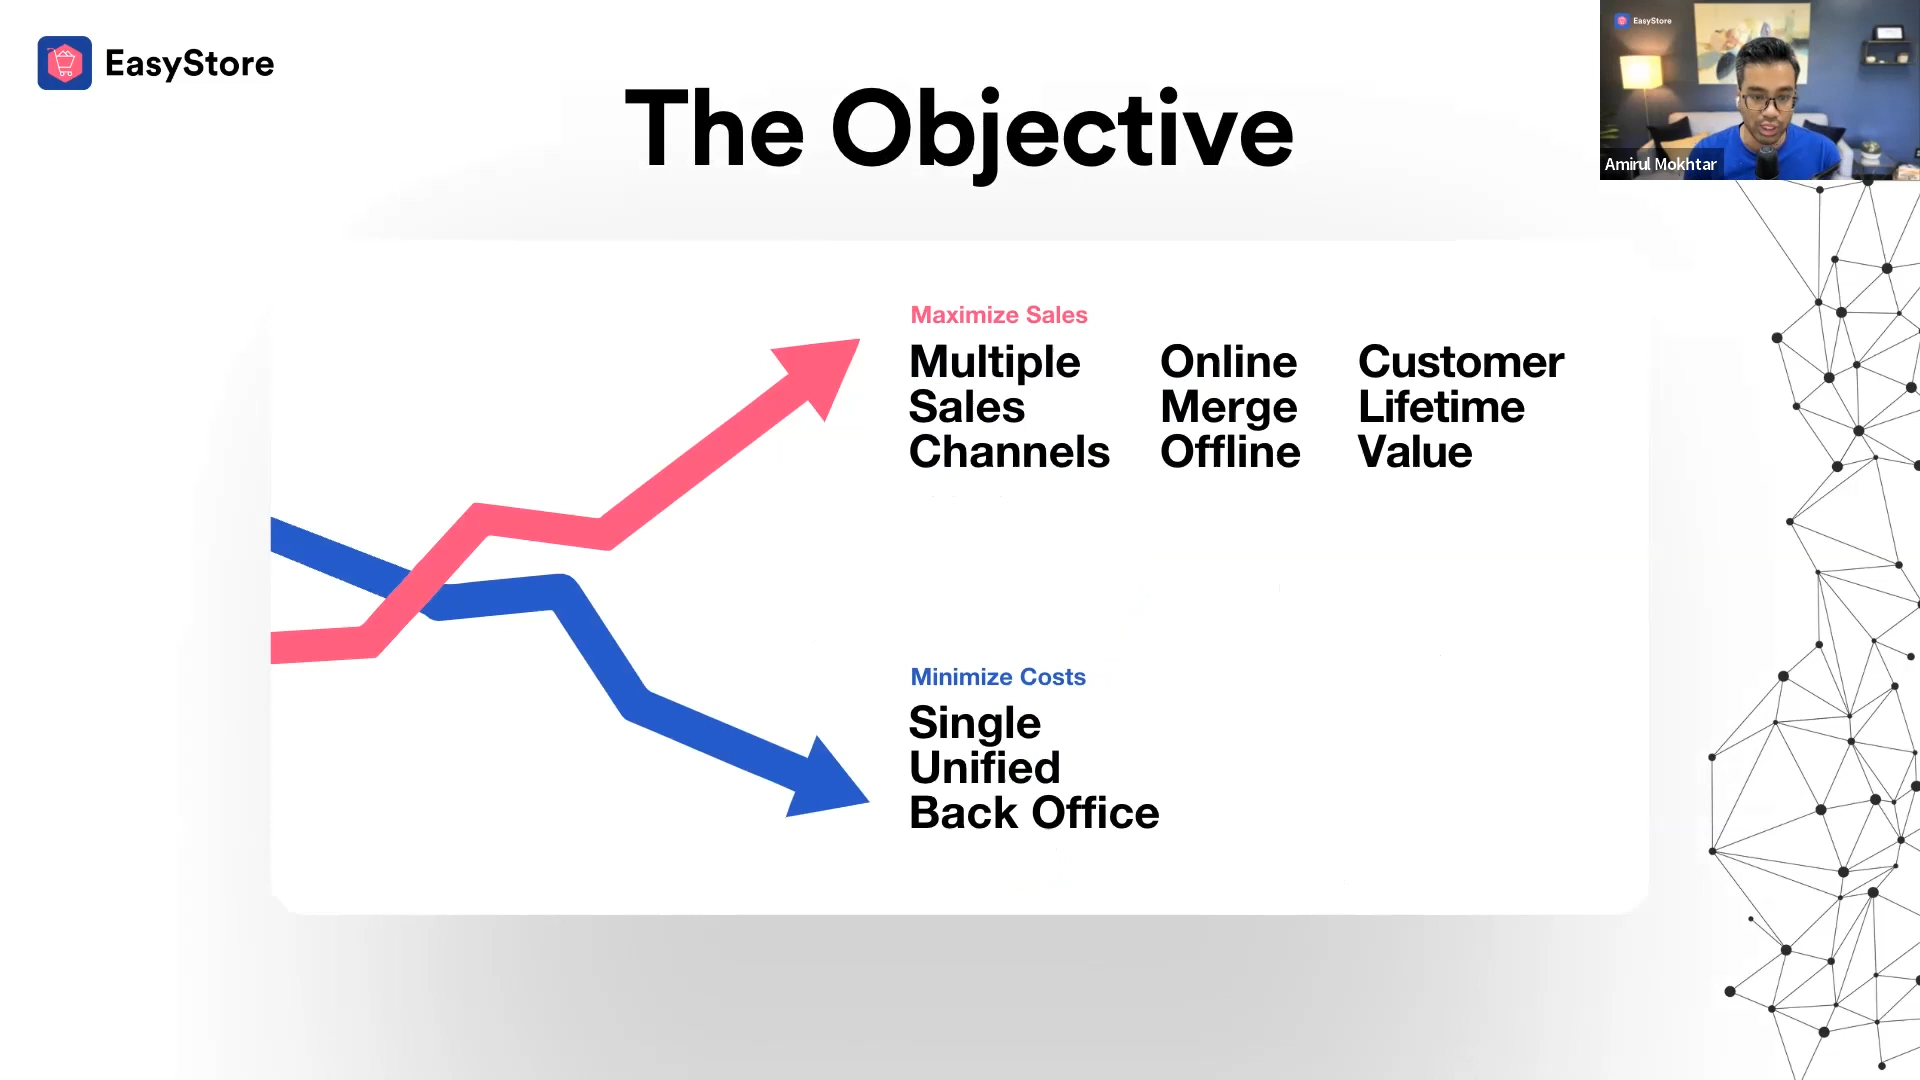 EasyStore
The Objective
EasyStore
Amirul Mokhtar
Maximize Sales
Multiple
Sales
Channels
Online
Merge
Offline
Customer
Lifetime
Value
Minimize Costs
Single
Unified
Back Office